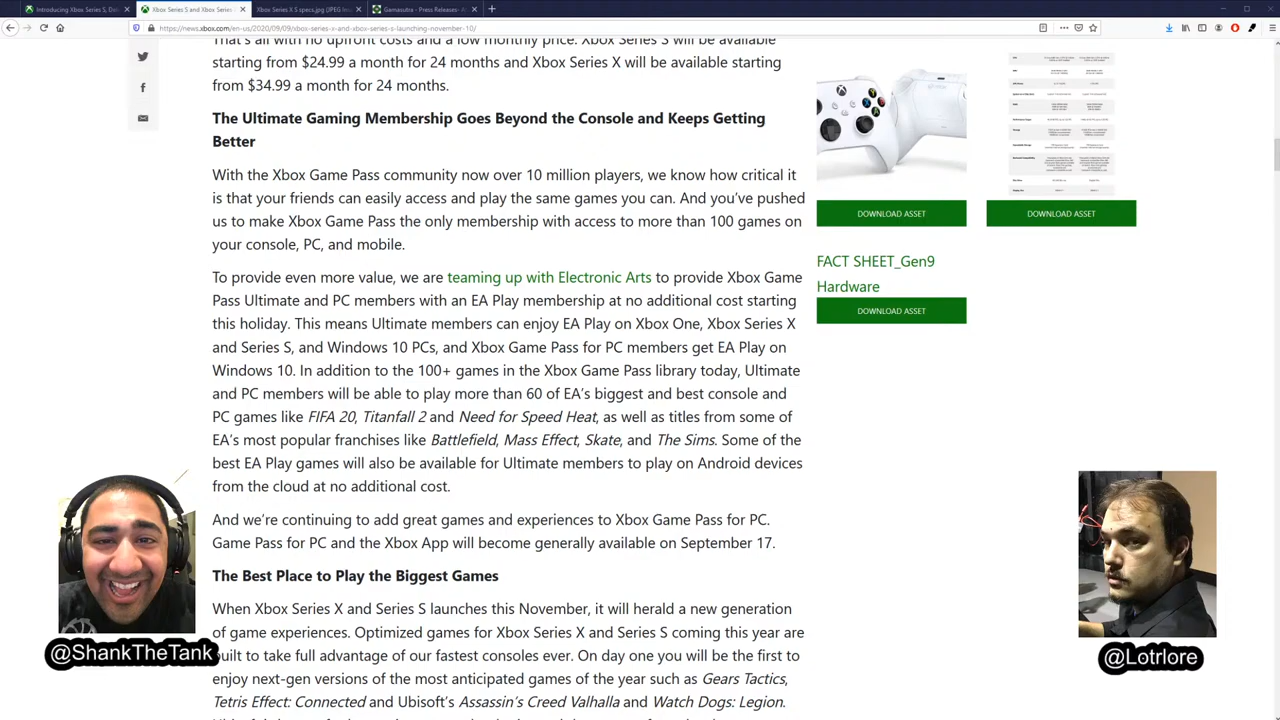 Introducing Xbox Series S, Del
Xbox Series S and Xbox Series
Xbox Series X S specs.jpg (JPEG Im
Gamasutra - Press Releases - A
https://news.xbox.com/en-us/2020/09/09/xbox-series-x-and-xbox-series-s-launching-november-10/
That's all with no upfront costs and a low monthly price. Xbox Series S will be available
starting from $24.99 a month for 24 months and Xbox Series X will be available starting
from $34.99 a month for 24 months.
The Ultimate Gaming Membership Goes Beyond the Console and Keeps Getting
Better
With the Xbox Game Pass community now over 10 million players, we know how critical it
is that your friends can easily access and play the same games you can. And you've pushed
us to make Xbox Game Pass the only membership with access to more than 100 games on
your console, PC, and mobile.
To provide even more value, we are teaming up with Electronic Arts to provide Xbox Game
Pass Ultimate and PC members with an EA Play membership at no additional cost starting
this holiday. This means Ultimate members can enjoy EA Play on Xbox One, Xbox Series X
and Series S, and Windows 10 PCs, and Xbox Game Pass for PC members get EA Play on
Windows 10. In addition to the 100+ games in the Xbox Game Pass library today, Ultimate
and PC members will be able to play more than 60 of EA's biggest and best console and
PC games like FIFA 20, Titanfall 2 and Need for Speed Heat, as well as titles from some of
EA's most popular franchises like Battlefield, Mass Effect, Skate, and The Sims. Some of the
best EA Play games will also be available for Ultimate members to play on Android devices
from the cloud at no additional cost.
And we're continuing to add great games and experiences to Xbox Game Pass for PC.
Game Pass for PC and the Xbox App will become generally available on September 17.
The Best Place to Play the Biggest Games
When Xbox Series X and Series S launches this November, it will herald a new generation
of game experiences. Optimized games for Xbox Series X and Series S coming this year are
built to take full advantage of our most consoles ever. On day one you will be the first to
enjoy next-gen versions of the most anticipated games of the year such as Gears Tactics,
Tetris Effect: Connected and Ubisoft's Assassin's Creed Valhalla and Watch Dogs: Legion.
DOWNLOAD ASSET
DOWNLOAD ASSET
FACT SHEET_Gen9
Hardware
DOWNLOAD ASSET
@ShankTheTank
@Lotrlore